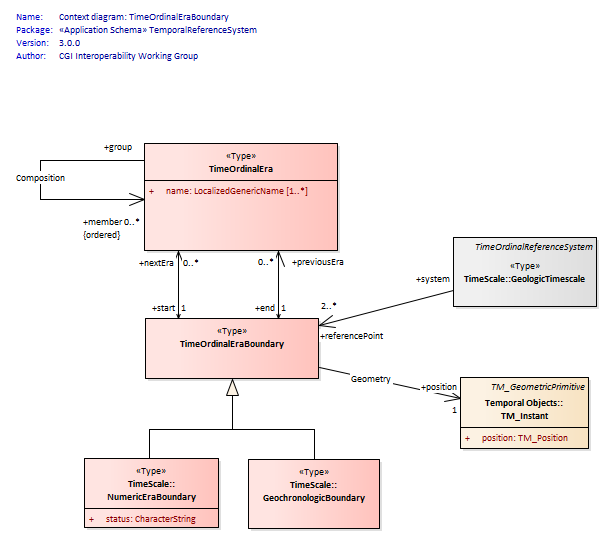 Name: Context diagram: TimeOrdinalEraBoundary
Package: «Application Schema» TemporalReferenceSystem
Version: 3.0.0
Author: CGI Interoperability Working Group
+group
«Type»
TimeOrdinalEra
Composition
+ name: LocalizedGenericName [1..*]
+member 0..*
{ordered}
+nextEra 0..* 0..* +previousEra
TimeOrdinalReferenceSystem
«Type»
TimeScale::GeologicTimescale
+system
+start 1 +end 1 2..*
+referencePoint
«Type»
TimeOrdinalEraBoundary
Geometry
+position
1
TM_GeometricPrimitive
Temporal Objects::
TM_Instant
+ position: TM_Position
«Type»
TimeScale::
NumericEraBoundary
+ status: CharacterString
«Type»
TimeScale::
GeochronologicBoundary